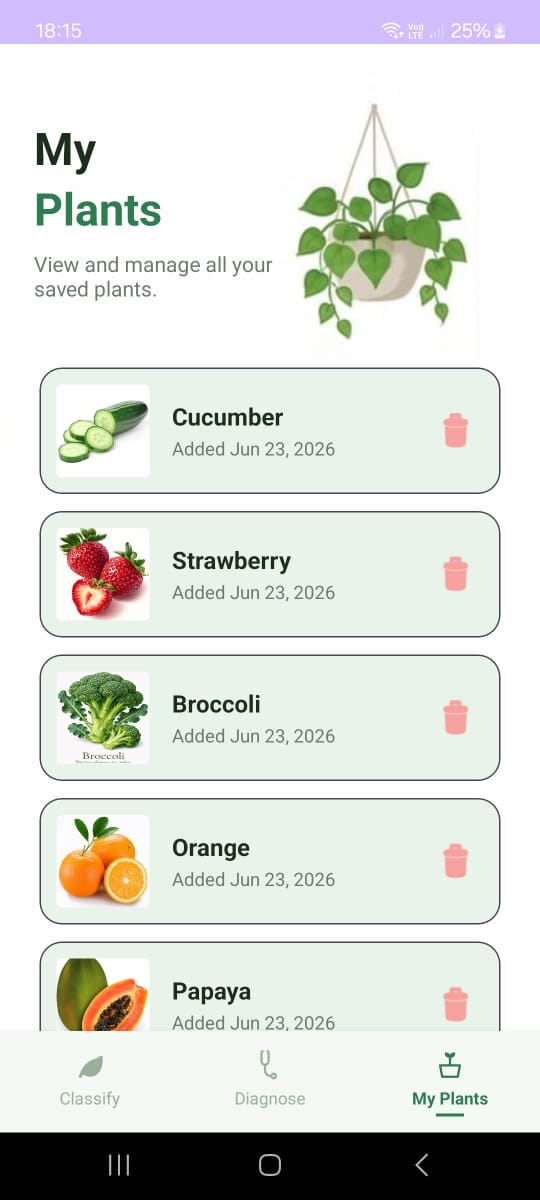 18:15
Vo))
LTE
25%
My
Plants
View and manage all your
saved plants.
Cucumber
Added Jun 23, 2026
Strawberry
Added Jun 23, 2026
Broccoli
Broccoli
Added Jun 23, 2026
Orange
Added Jun 23, 2026
Papaya
Added Jun 23, 2026
Classify
Diagnose
My Plants